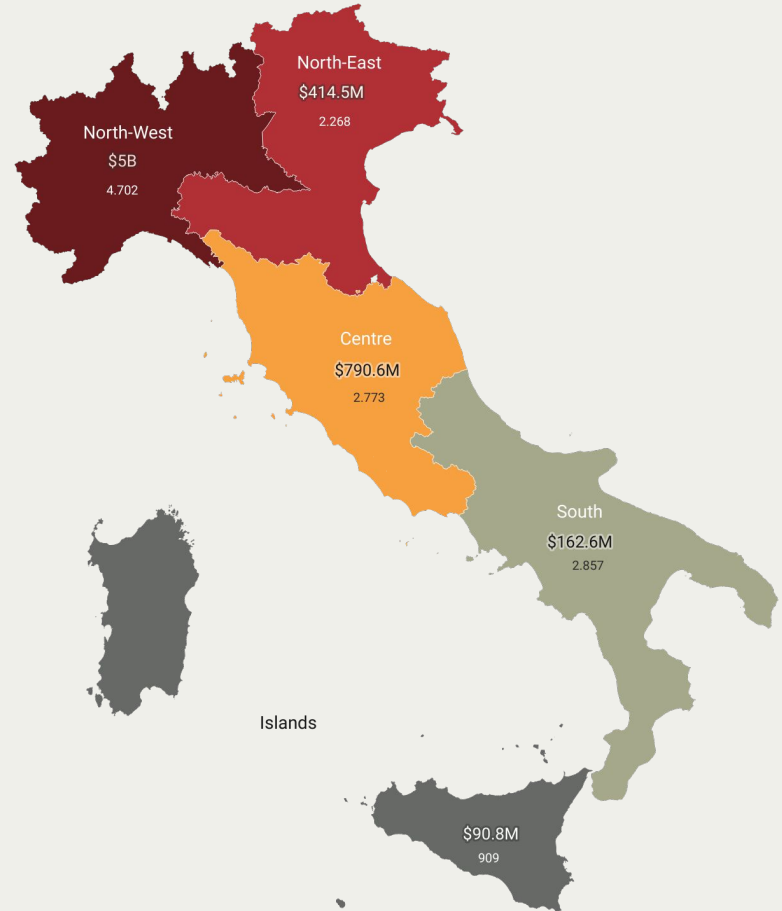 North-East
$414.5M
2.268
North-West
$5B
4.702
Centre
$790.6M
2.773
South
$162.6M
2.857
Islands
$90.8M
909